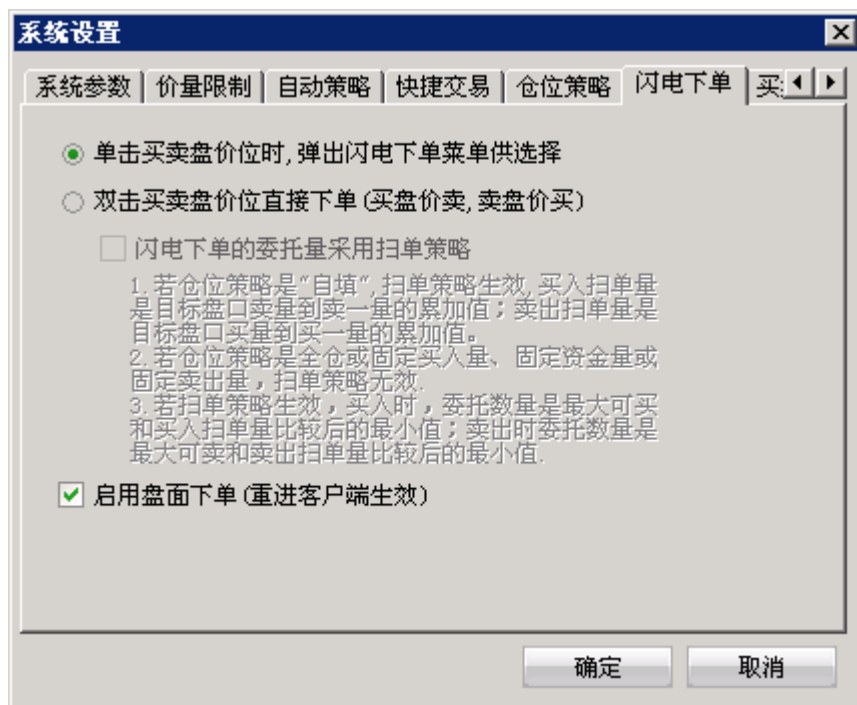 系统设置
系统参数 价量限制 自动策略 快捷交易 仓位策略 闪电下单 买
单击买卖盘价位时,弹出闪电下单菜单供选择
双击买卖盘价位直接下单(买盘价卖,卖盘价买)
闪电下单的委托量采用扫单策略
1.若仓位策略是“自填”,扫单策略生效,买入扫单量
是目标盘口卖量到卖一量的累加值；卖出扫单量是
目标盘口买量到买一量的累加值。
2.若仓位策略是全仓或固定买入量、固定资金量或
固定卖出量，扫单策略无效.
3.若扫单策略生效，买入时，委托数量是最大可买
和买入扫单量比较后的最小值；卖出时委托数量是
最大可卖和卖出扫单量比较后的最小值.
启用盘面下单(重进客户端生效)
确定 取消